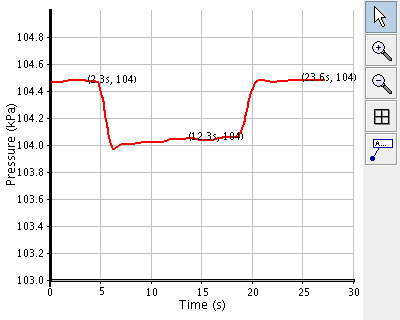 104.8
104.6
104.4
104.2
104.0
103.8
103.6
103.4
103.2
103.0
Pressure (kPa)
(2.3s, 104)
(12.3s, 104)
(23.6s, 104)
0 5 10 15 20 25 30
Time (s)
A...